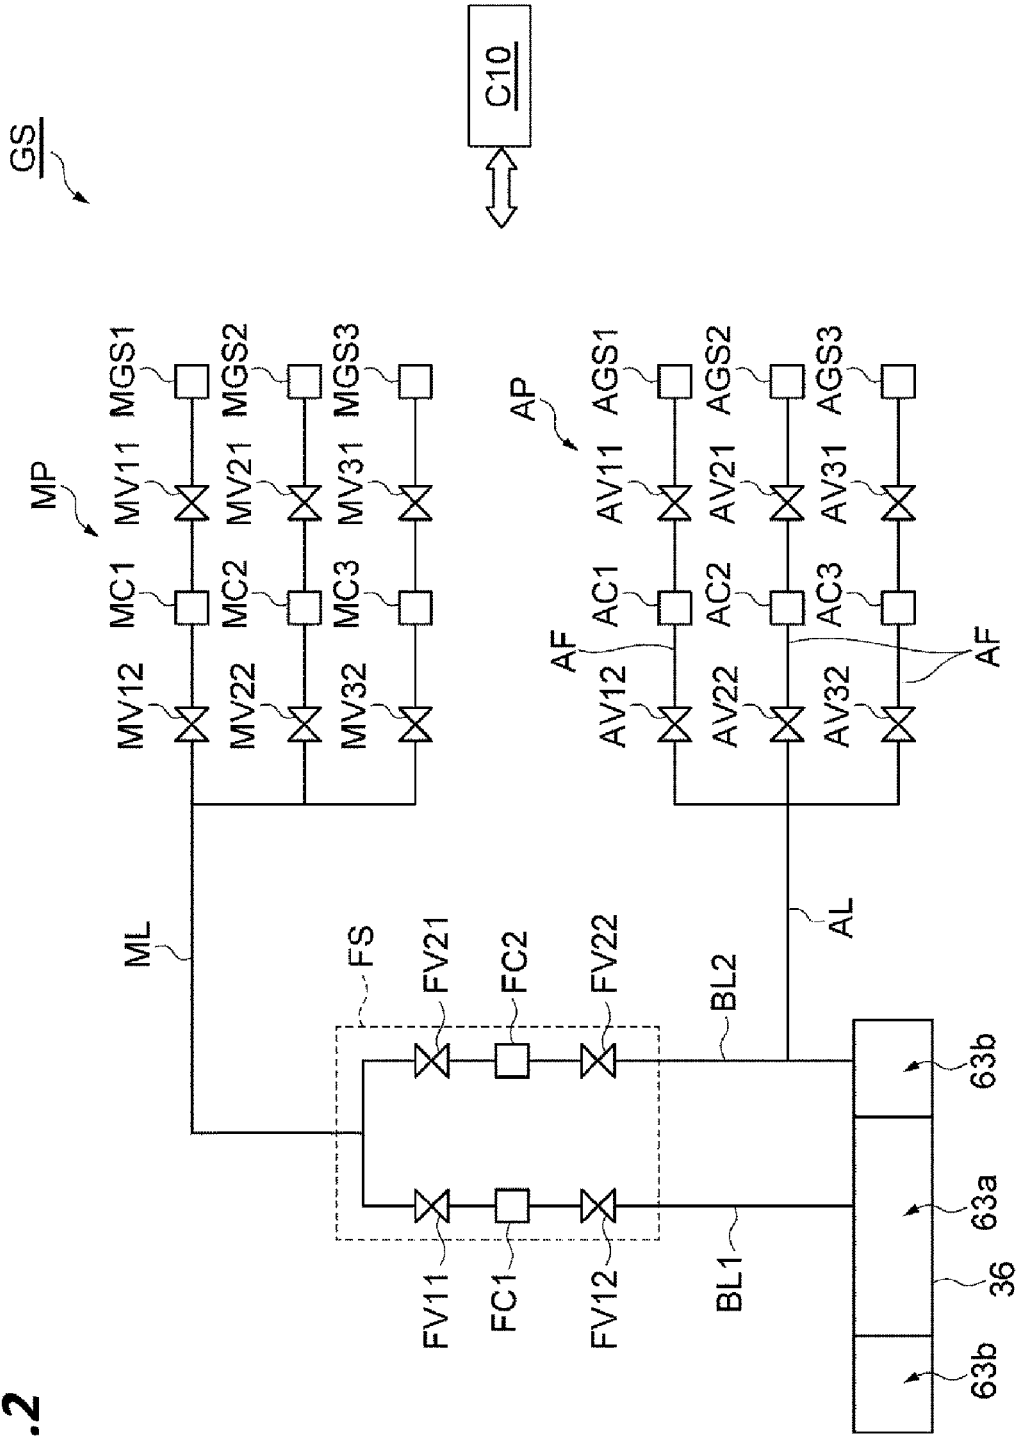 .2
GS
C10
MP
MGS1
MGS2
MGS3
MV11
MV21
MV31
MC1
MC2
MC3
MV12
MV22
MV32
ML
AP
AGS1
AGS2
AGS3
AV11
AV21
AV31
AC1
AC2
AC3
AF
AF
AV12
AV22
AV32
AL
FS
FV21
FC2
FV22
BL2
FV11
FC1
FV12
BL1
63b
63a
36
63b